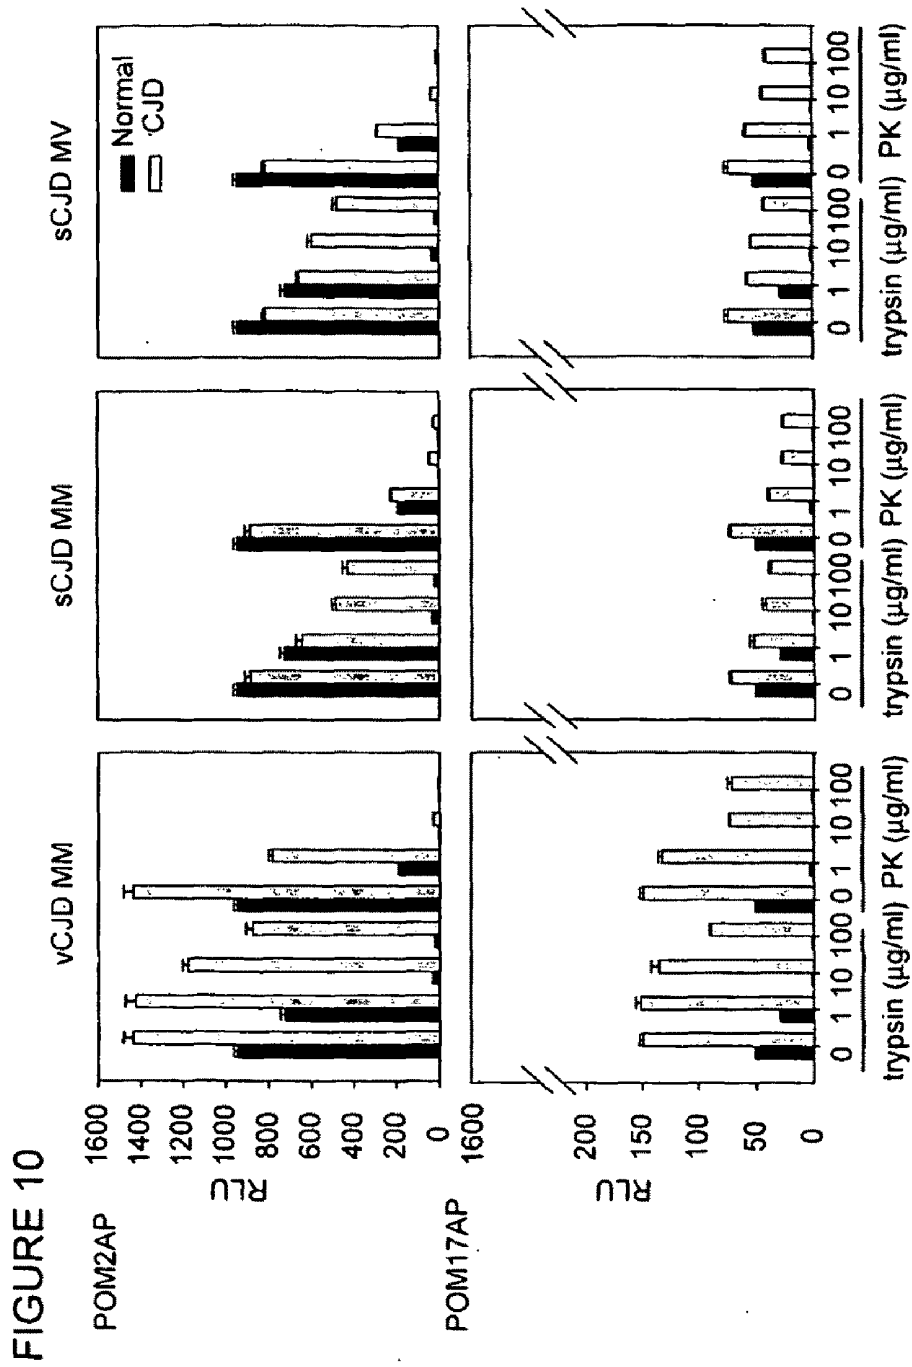 FIGURE 10
vCJD MM
sCJD MM
sCJD MV
Normal
CJD
POM2AP
RLU
1600
1400
1200
1000
800
600
400
200
0
POM17AP
RLU
1600
200
150
100
50
0
0 1 10 100 0 1 10 100
trypsin (µg/ml) PK (µg/ml)
0 1 10 100 0 1 10 100
trypsin (µg/ml) PK (µg/ml)
0 1 10 100 0 1 10 100
trypsin (µg/ml) PK (µg/ml)